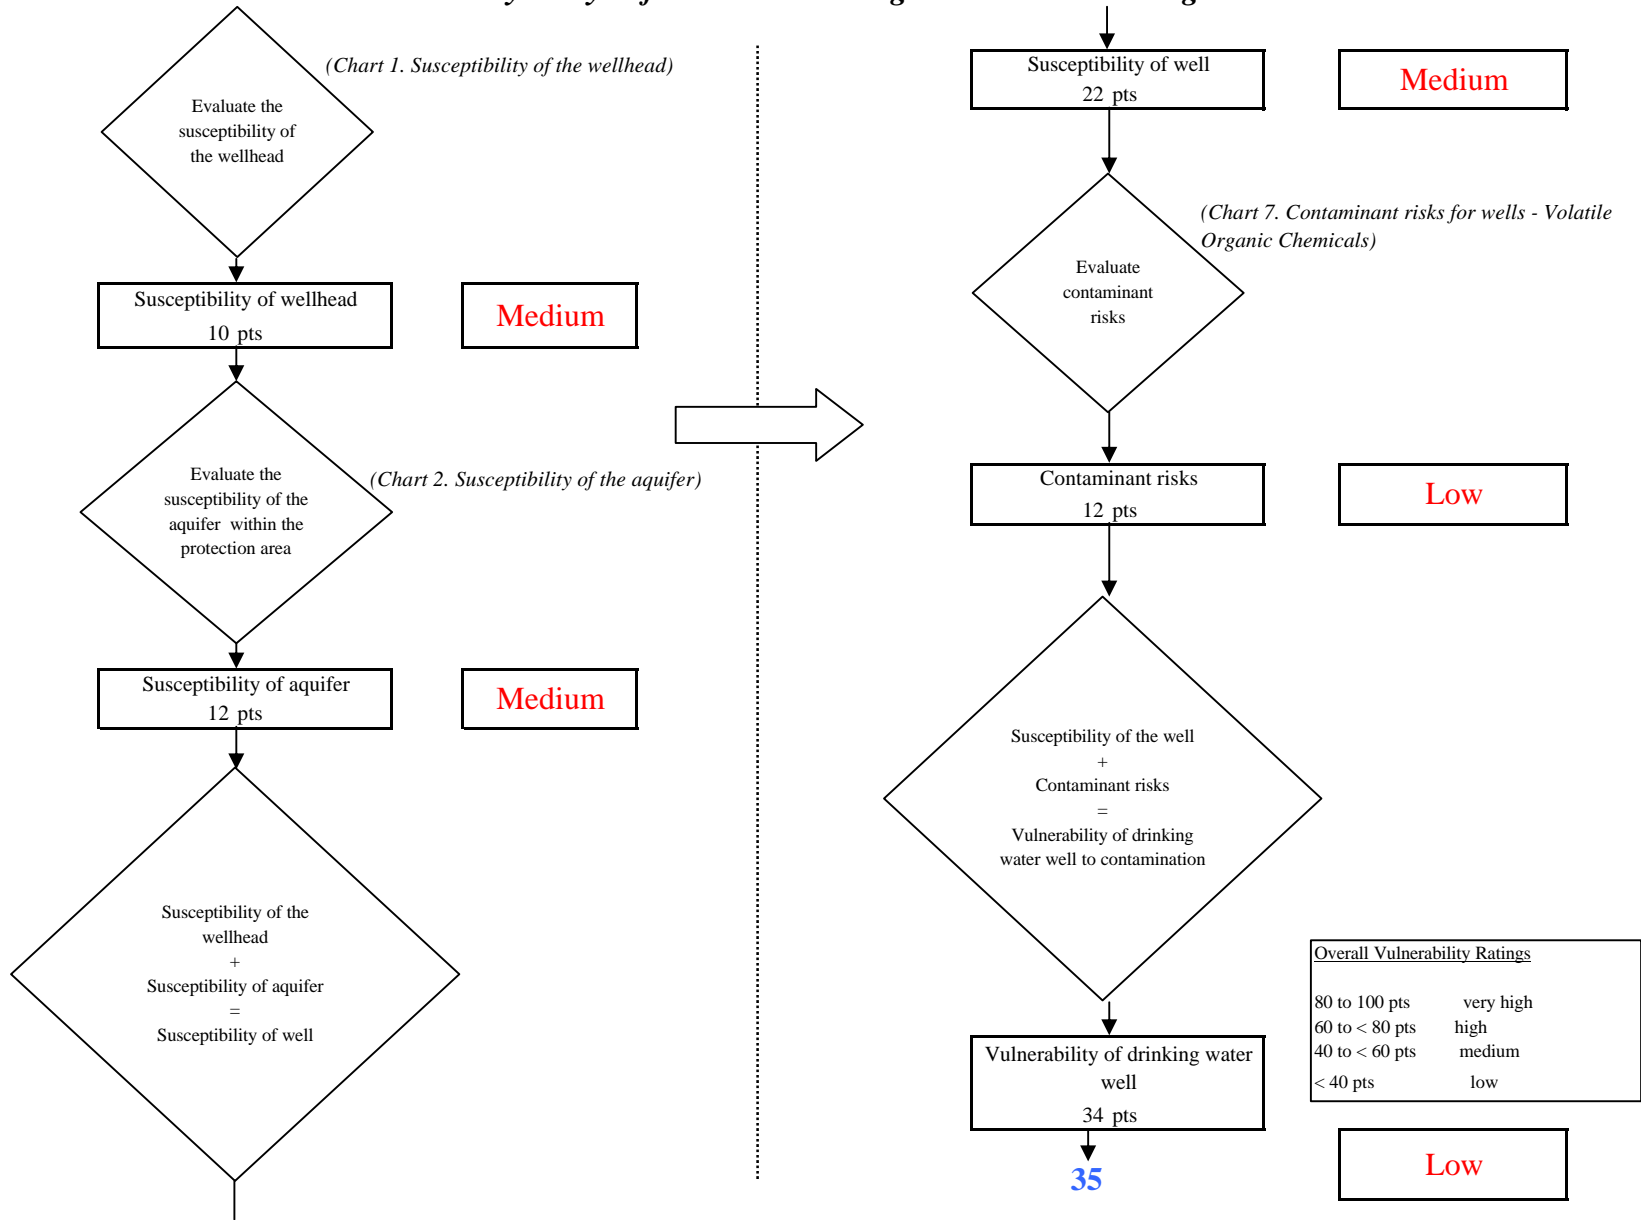 (Chart 1. Susceptibility of the wellhead)
Evaluate the
susceptibility of
the wellhead
Susceptibility of wellhead
10 pts
Medium
Evaluate the
susceptibility of the
aquifer within the
protection area
(Chart 2. Susceptibility of the aquifer)
Susceptibility of aquifer
12 pts
Medium
Susceptibility of the
wellhead
+
Susceptibility of aquifer
=
Susceptibility of well
Susceptibility of well
22 pts
Medium
(Chart 7. Contaminant risks for wells - Volatile
Organic Chemicals)
Evaluate
contaminant
risks
Contaminant risks
12 pts
Low
Susceptibility of the well
+
Contaminant risks
=
Vulnerability of drinking
water well to contamination
Overall Vulnerability Ratings
80 to 100 pts very high
60 to < 80 pts high
40 to < 60 pts medium
< 40 pts low
Vulnerability of drinking water
well
34 pts
35
Low